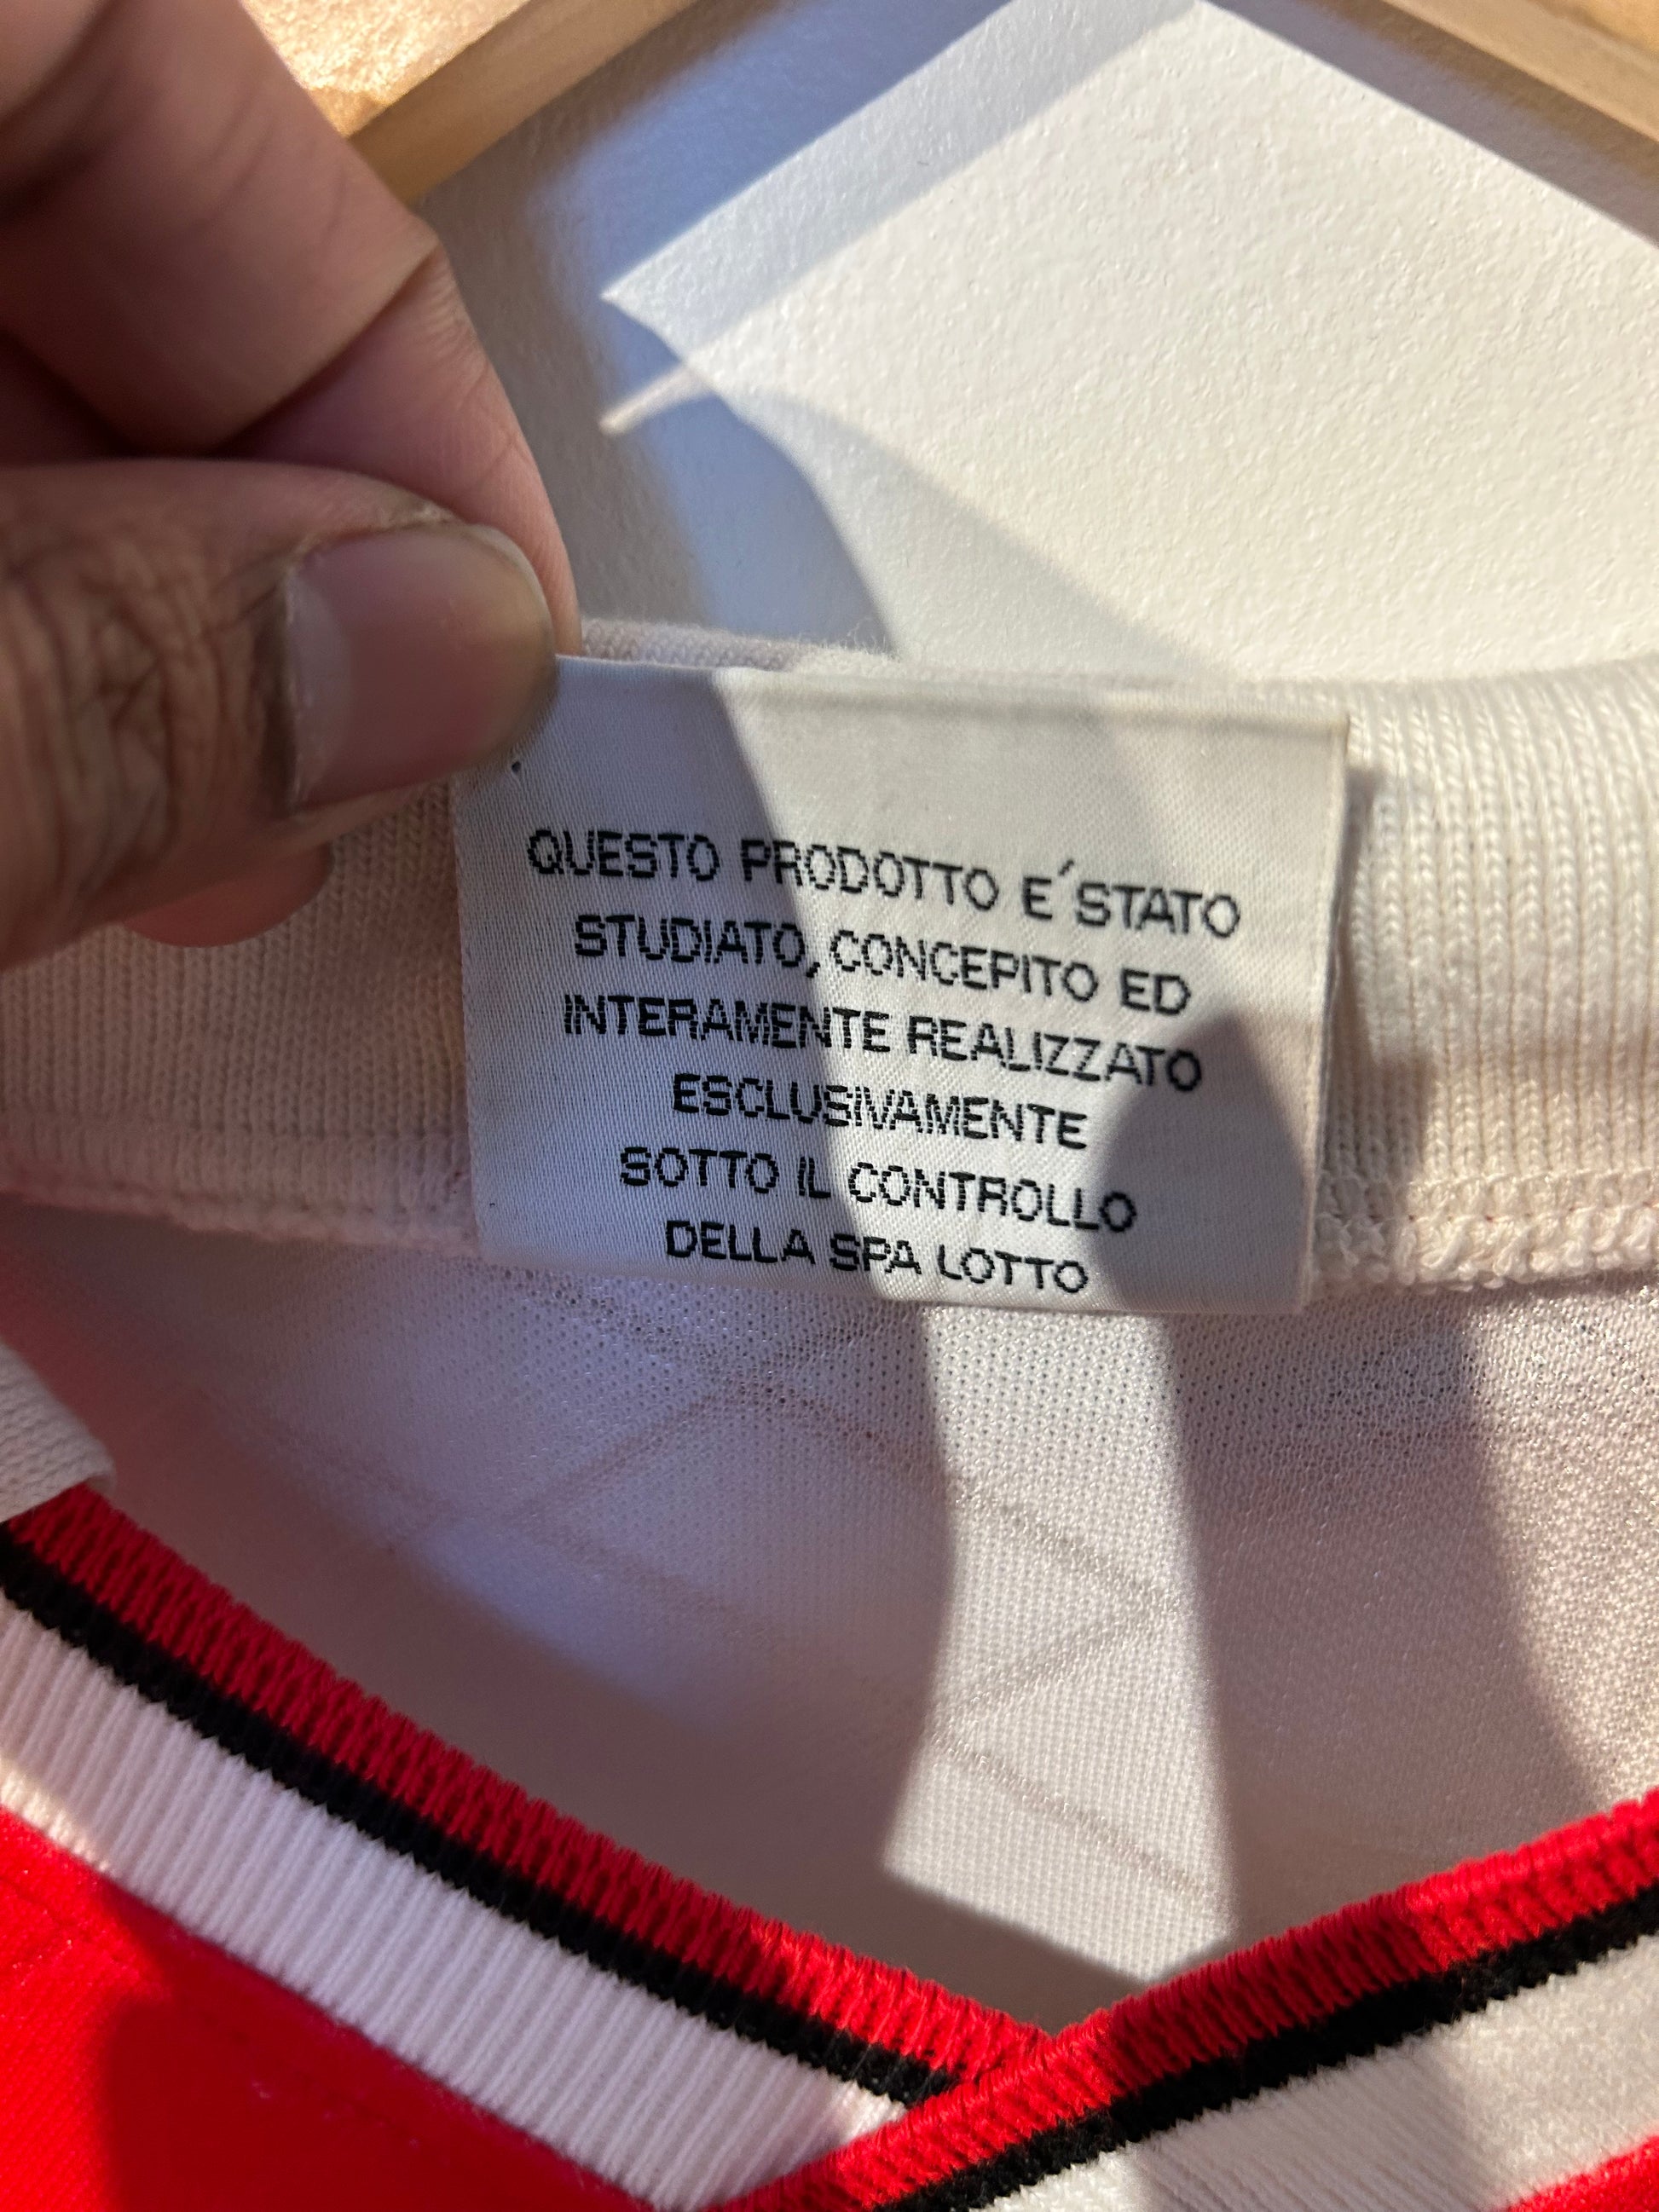 QUESTO PRODOTTO E´STATO
STUDIATO, CONCEPITO ED
INTERAMENTE REALIZZATO
ESCLUSIVAMENTE
SOTTO IL CONTROLLO
DELLA SPA LOTTO